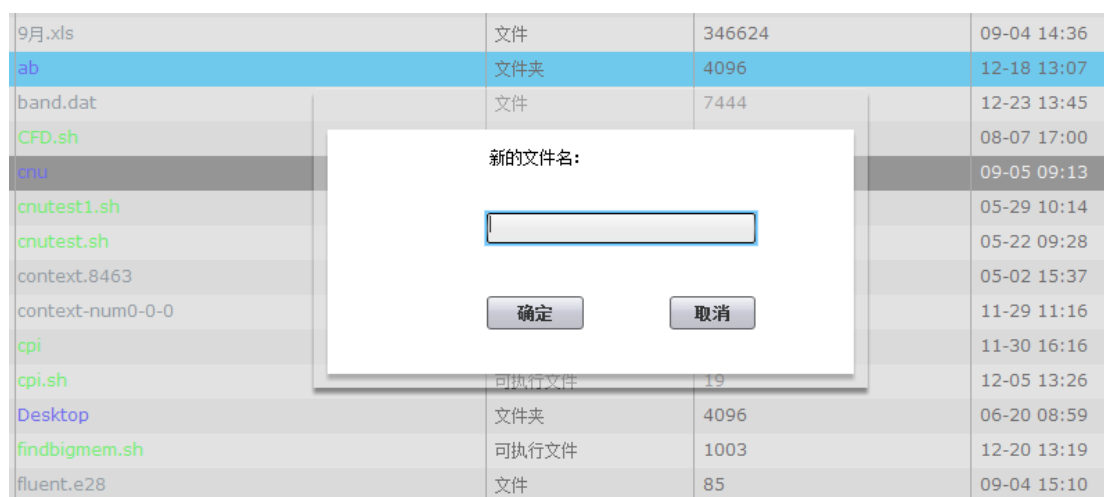 9月.xls 文件 346624 09-04 14:36
ab 文件夹 4096 12-18 13:07
band.dat 文件 7444 12-23 13:45
CFD.sh 08-07 17:00
新的文件名:
cnu 09-05 09:13
cnutest1.sh 05-29 10:14
cnutest.sh 05-22 09:28
context.8463 05-02 15:37
context-num0-0-0 确定 取消 11-29 11:16
cpi 11-30 16:16
cpi.sh 可执行文件 19 12-05 13:26
Desktop 文件夹 4096 06-20 08:59
findbigmem.sh 可执行文件 1003 12-20 13:19
fluent.e28 文件 85 09-04 15:10